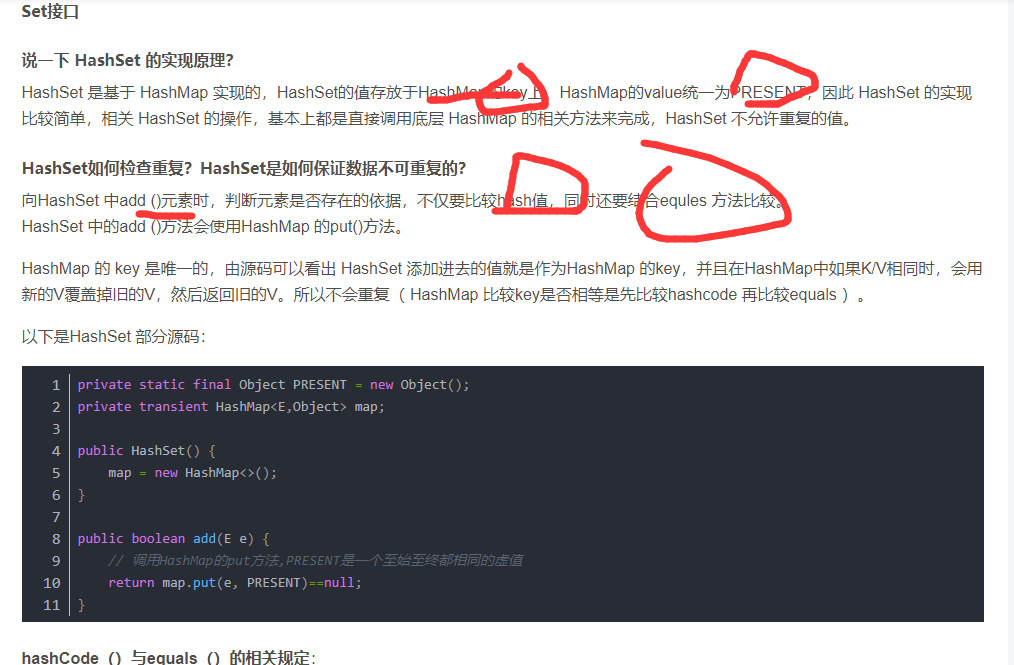 Set接口
说一下 HashSet 的实现原理?
HashSet 是基于 HashMap 实现的，HashSet的值存放于HashMap的key上，HashMap的value统一为PRESENT，因此 HashSet 的实现
比较简单，相关 HashSet 的操作，基本上都是直接调用底层 HashMap 的相关方法来完成，HashSet 不允许重复的值。
HashSet如何检查重复？HashSet是如何保证数据不可重复的?
向HashSet 中add ()元素时，判断元素是否存在的依据，不仅要比较hash值，同时还要结合equles 方法比较。
HashSet 中的add ()方法会使用HashMap 的put()方法。
HashMap 的 key 是唯一的，由源码可以看出 HashSet 添加进去的值就是作为HashMap 的key，并且在HashMap中如果K/V相同时，会用
新的V覆盖掉旧的V，然后返回旧的V。所以不会重复（ HashMap 比较key是否相等是先比较hashcode 再比较equals ）。
以下是HashSet 部分源码：
1 private static final Object PRESENT = new Object();
2 private transient HashMap<E,Object> map;
3
4 public HashSet() {
5 map = new HashMap<>();
6 }
7
8 public boolean add(E e) {
9 // 调用HashMap的put方法,PRESENT是一个至始至终都相同的虚值
10 return map.put(e, PRESENT)==null;
11 }
hashCode（）与equals（）的相关规定：